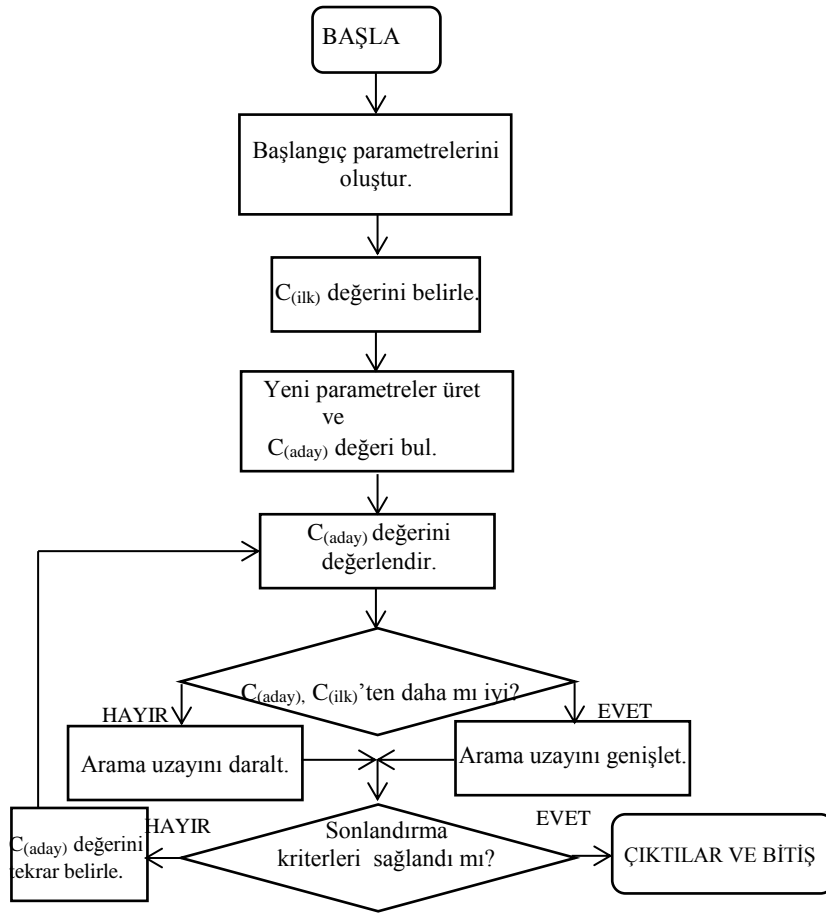 BAŞLA
Başlangıç parametrelerini
oluştur.
C(ilk) değerini belirle.
Yeni parametreler üret
ve
C(aday) değeri bul.
C(aday) değerini
değerlendir.
C(aday), C(ilk)’ten daha mı iyi?
HAYIR
EVET
Arama uzayını daralt.
Arama uzayını genişlet.
HAYIR
EVET
Sonlandırma
kriterleri sağlandı mı?
C(aday) değerini
tekrar belirle.
ÇIKTILAR VE BİTİŞ